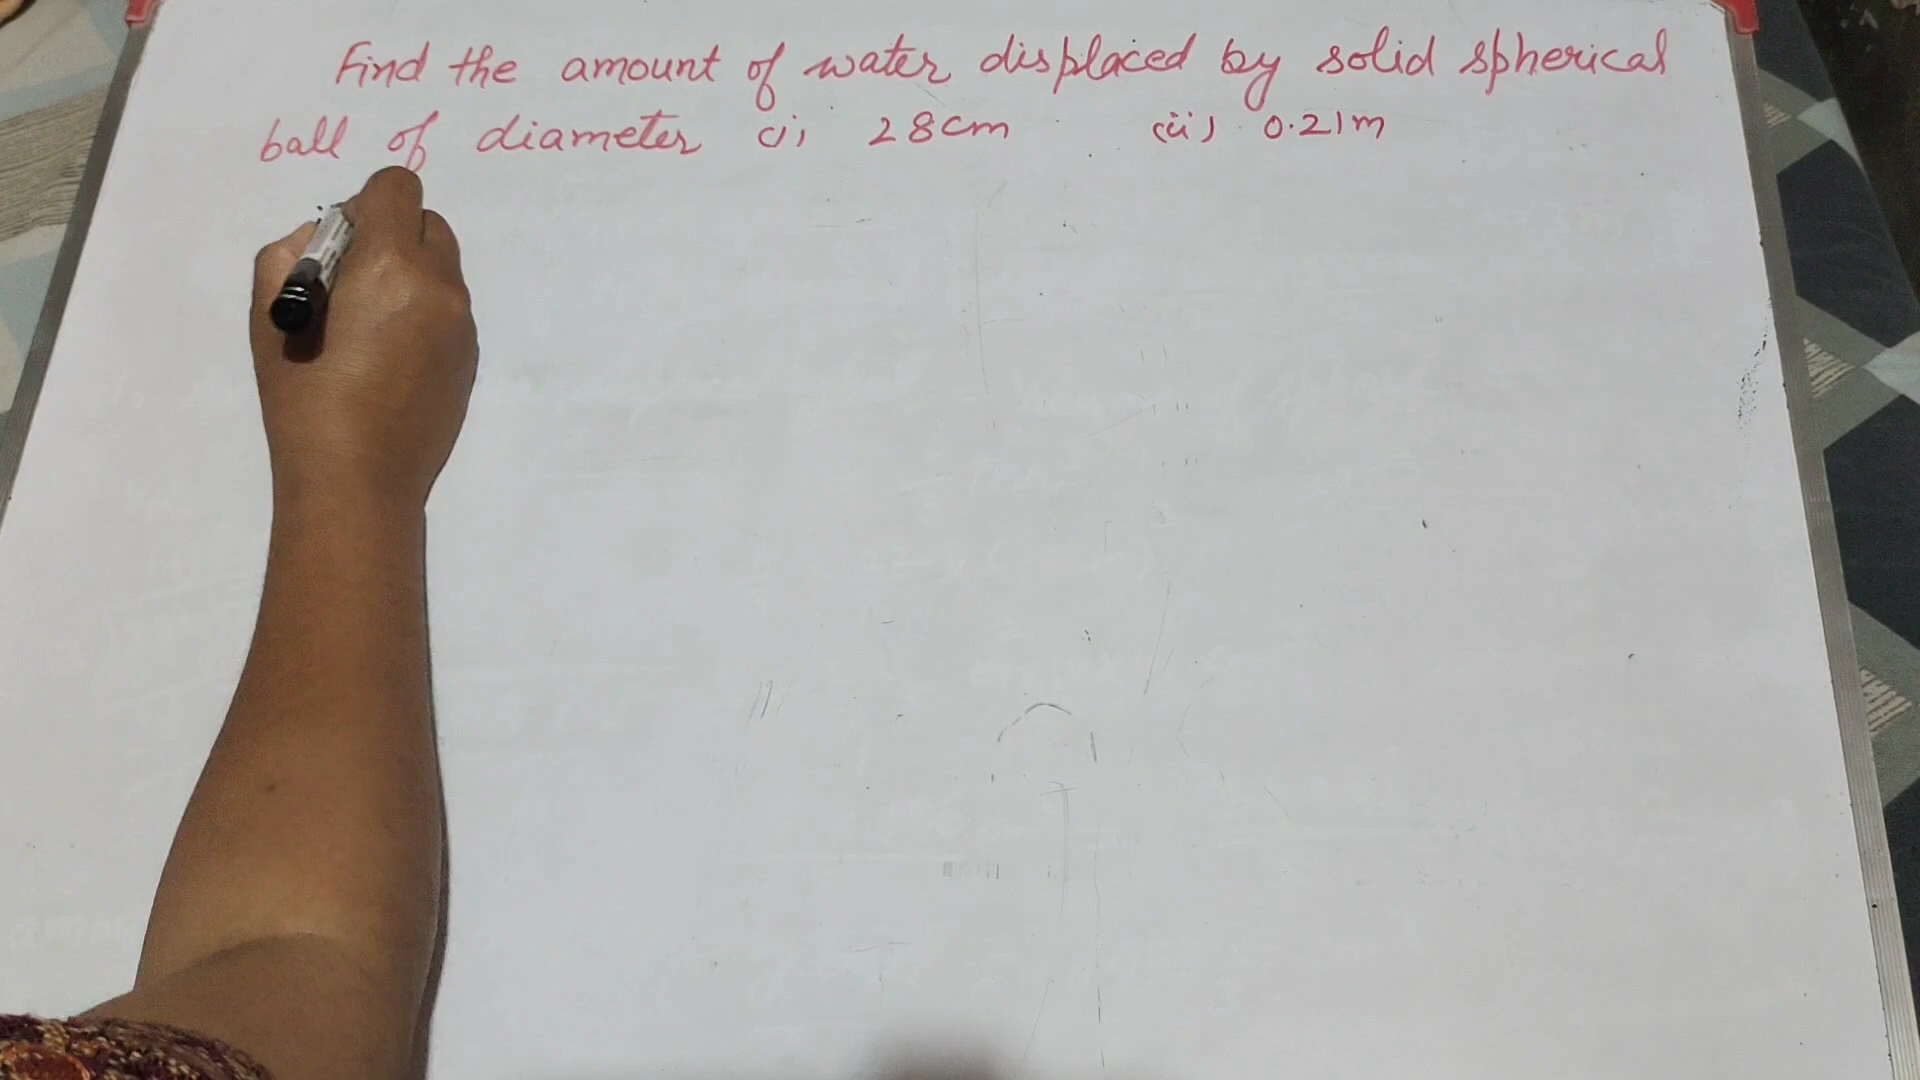 Find the amount of water displaced by solid spherical
ball of diameter (i) 28cm (ii) 0.21m